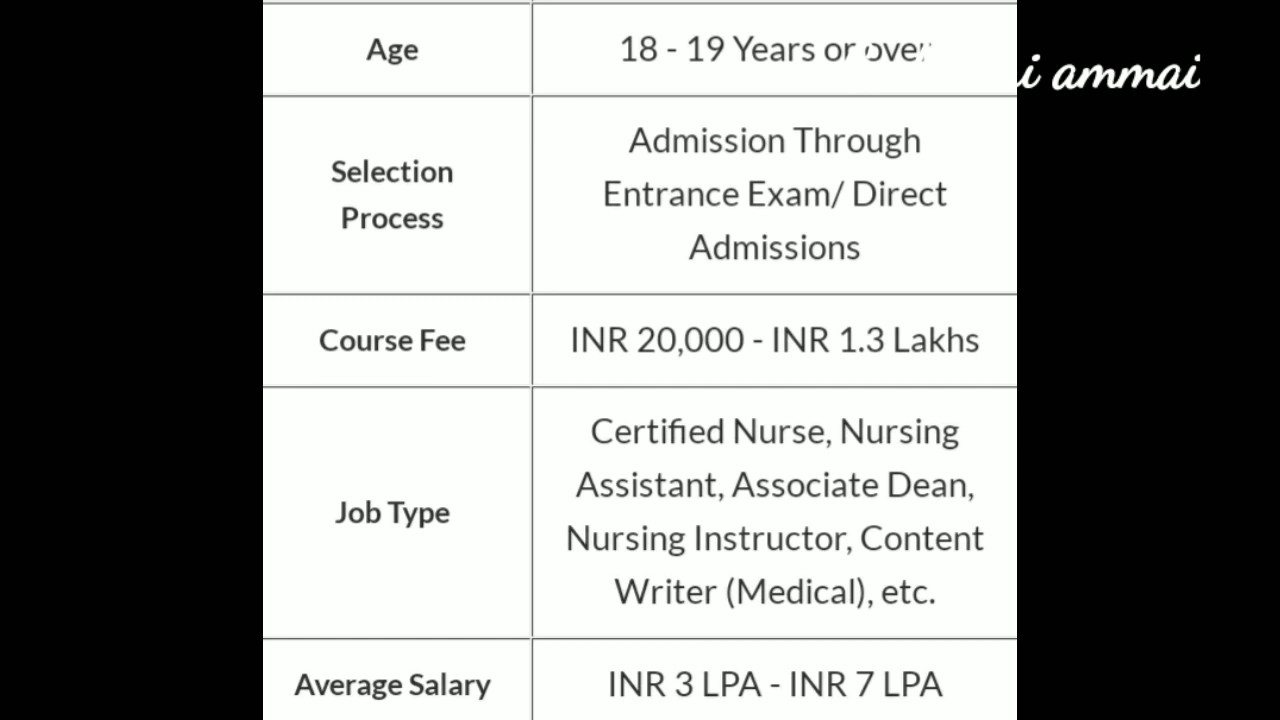 Age
18 - 19 Years or over
i ammai
Selection
Process
Admission Through
Entrance Exam/ Direct
Admissions
Course Fee
INR 20,000 - INR 1.3 Lakhs
Job Type
Certified Nurse, Nursing
Assistant, Associate Dean,
Nursing Instructor, Content
Writer (Medical), etc.
Average Salary
INR 3 LPA - INR 7 LPA